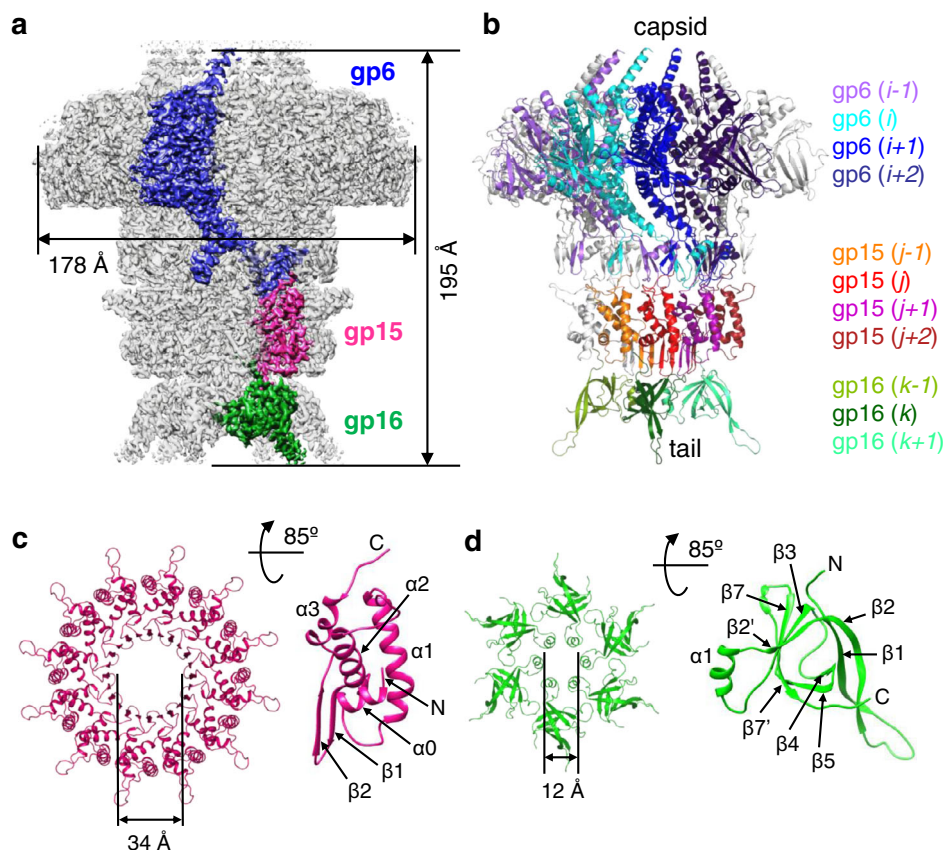 a
gp6
178 Å
195 Å
gp15
gp16
b
capsid
gp6 (i-1)
gp6 (i)
gp6 (i+1)
gp6 (i+2)
gp15 (j-1)
gp15 (j)
gp15 (j+1)
gp15 (j+2)
gp16 (k-1)
gp16 (k)
gp16 (k+1)
tail
c
85º
34 Å
C
α3
α2
α1
N
α0
β1
β2
d
85º
12 Å
β3
N
β7
β2
β2'
β1
α1
C
β7'
β4
β5